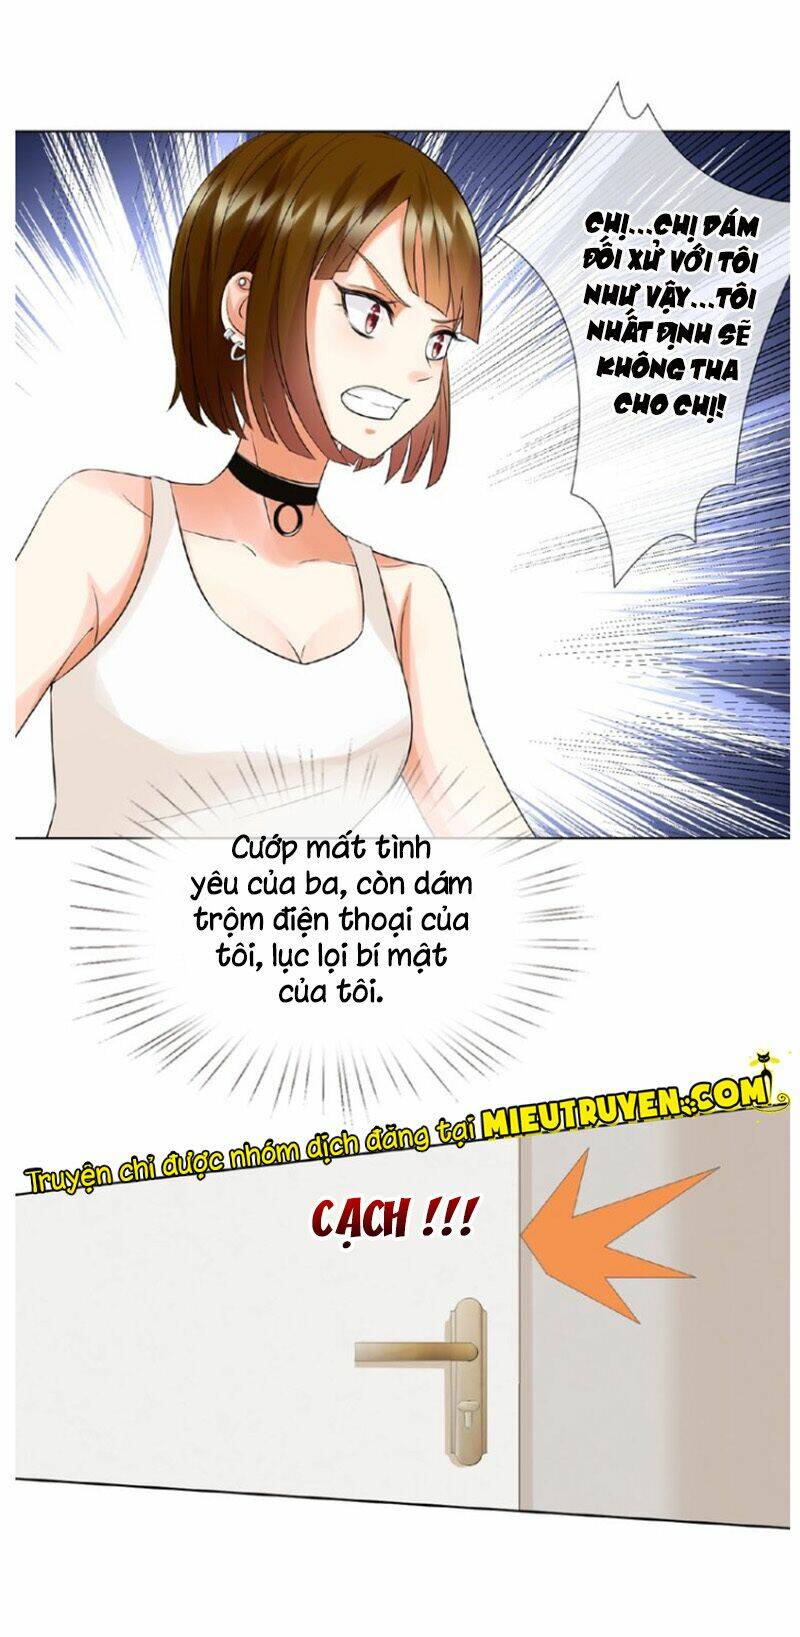 CHỊ...CHỊ DÁM
ĐỐI XỬ VỚI TÔI
NHƯ VẬY...TÔI
NHẤT ĐỊNH SẼ
KHÔNG THA
CHO CHỊ!
Cướp mất tình
yêu của ba, còn dám
trộm điện thoại của
tôi, lục lọi bí mật
của tôi.
Truyện chỉ được nhóm dịch đăng tại MIEUTRUYEN.COM
CẠCH !!!